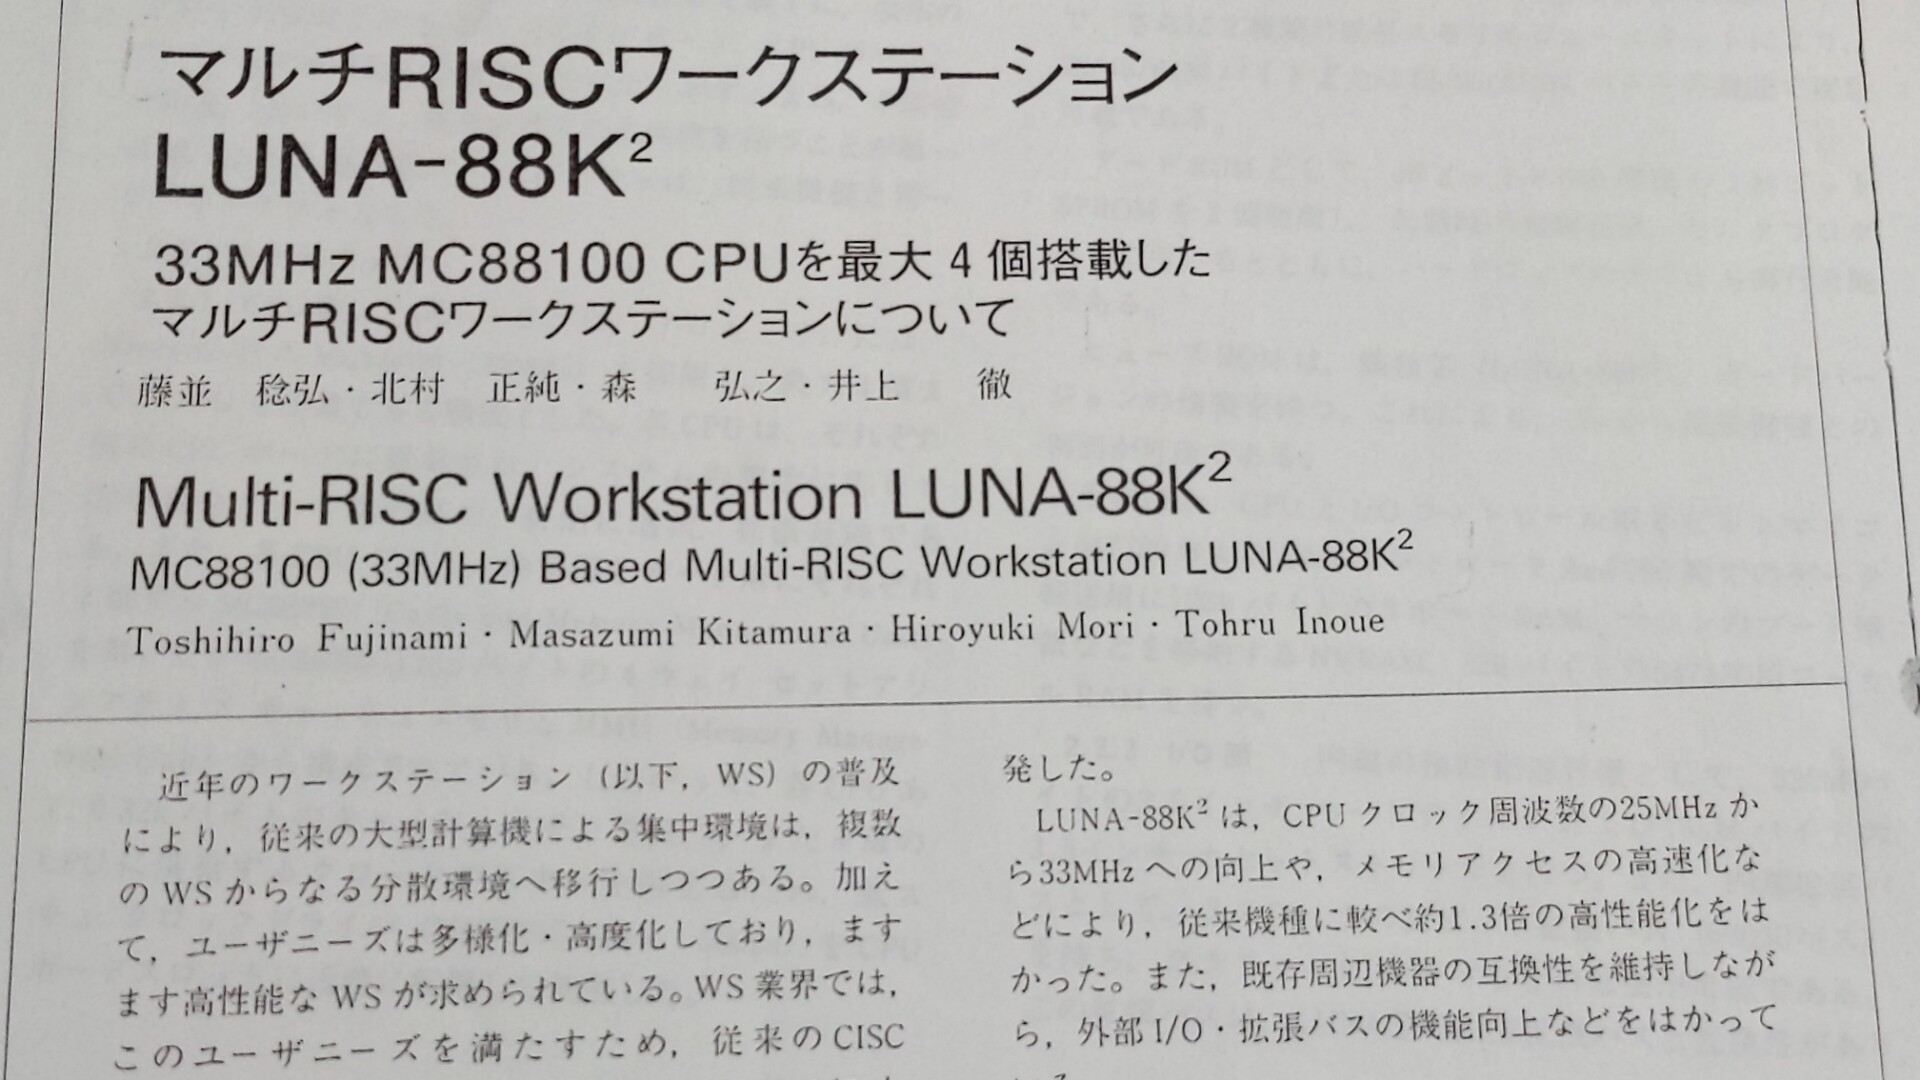 マルチRISCワークステーション
LUNA-88K²
33MHz MC88100 CPUを最大4個搭載した
マルチRISCワークステーションについて
藤並 稔弘・北村 正純・森 弘之・井上 徹
Multi-RISC Workstation LUNA-88K²
MC88100 (33MHz) Based Multi-RISC Workstation LUNA-88K²
Toshihiro Fujinami・Masazumi Kitamura・Hiroyuki Mori・Tohru Inoue
近年のワークステーション (以下, WS) の普及
により, 従来の大型計算機による集中環境は, 複数
の WS からなる分散環境へ移行しつつある。加え
て, ユーザニーズは多様化・高度化しており, ます
ます高性能な WS が求められている。WS 業界では,
このユーザニーズを満たすため, 従来の CISC
発した。
LUNA-88K² は, CPU クロック周波数の25MHz か
ら33MHz への向上や, メモリアクセスの高速化な
どにより, 従来機種に較べ約1.3倍の高性能化をは
かった。また, 既存周辺機器の互換性を維持しなが
ら, 外部 I/O・拡張バスの機能向上などをはかって